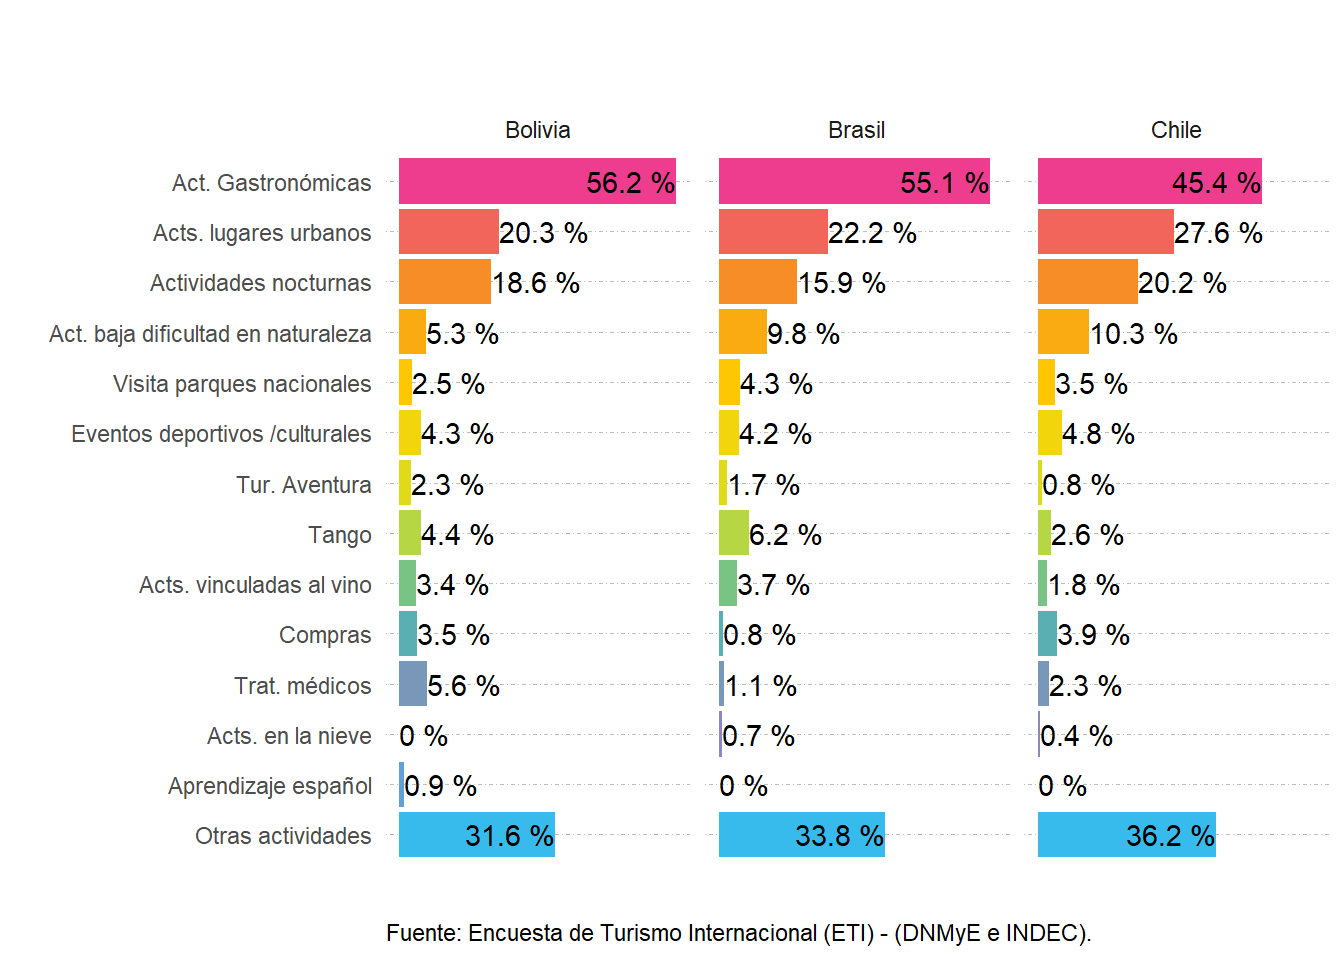 Bolivia Brasil Chile
Act. Gastronómicas 56.2 % 55.1 % 45.4 %
Acts. lugares urbanos 20.3 % 22.2 % 27.6 %
Actividades nocturnas 18.6 % 15.9 % 20.2 %
Act. baja dificultad en naturaleza 5.3 % 9.8 % 10.3 %
Visita parques nacionales 2.5 % 4.3 % 3.5 %
Eventos deportivos /culturales 4.3 % 4.2 % 4.8 %
Tur. Aventura 2.3 % 1.7 % 0.8 %
Tango 4.4 % 6.2 % 2.6 %
Acts. vinculadas al vino 3.4 % 3.7 % 1.8 %
Compras 3.5 % 0.8 % 3.9 %
Trat. médicos 5.6 % 1.1 % 2.3 %
Acts. en la nieve 0 % 0.7 % 0.4 %
Aprendizaje español 0.9 % 0 % 0 %
Otras actividades 31.6 % 33.8 % 36.2 %
Fuente: Encuesta de Turismo Internacional (ETI) - (DNMyE e INDEC).